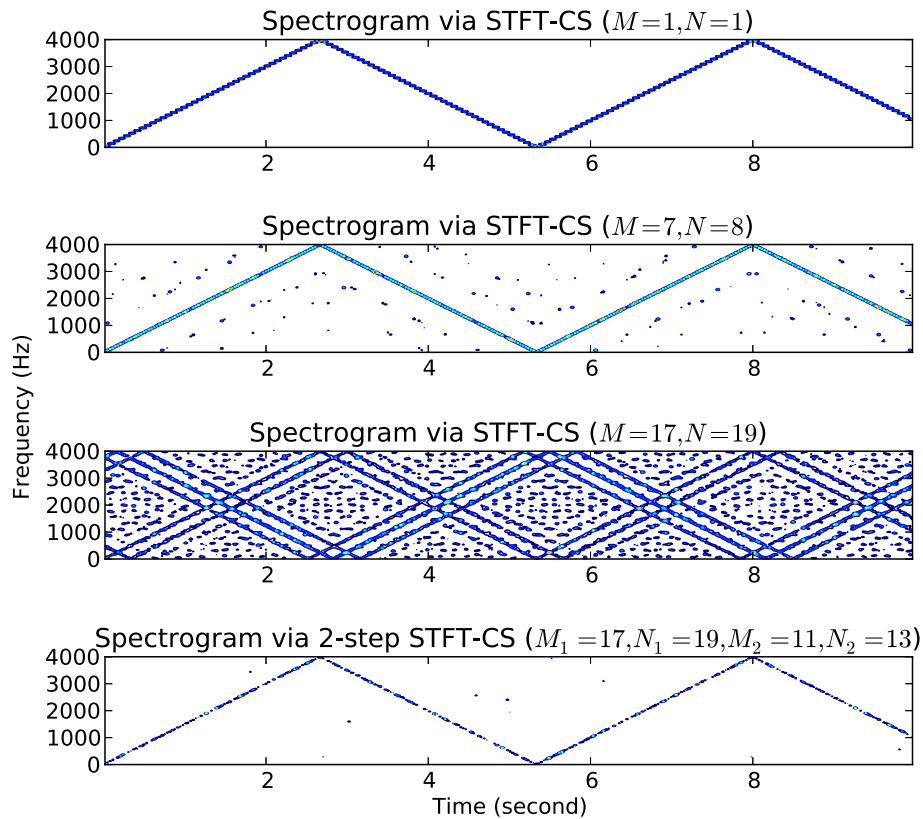 Spectrogram via STFT-CS (M=1,N=1)
4000
3000
2000
1000
0
2 4 6 8
Spectrogram via STFT-CS (M=7,N=8)
4000
3000
2000
1000
0
2 4 6 8
Frequency (Hz)
Spectrogram via STFT-CS (M=17,N=19)
4000
3000
2000
1000
0
2 4 6 8
Spectrogram via 2-step STFT-CS (M₁=17,N₁=19,M₂=11,N₂=13)
4000
3000
2000
1000
0
2 4 6 8
Time (second)